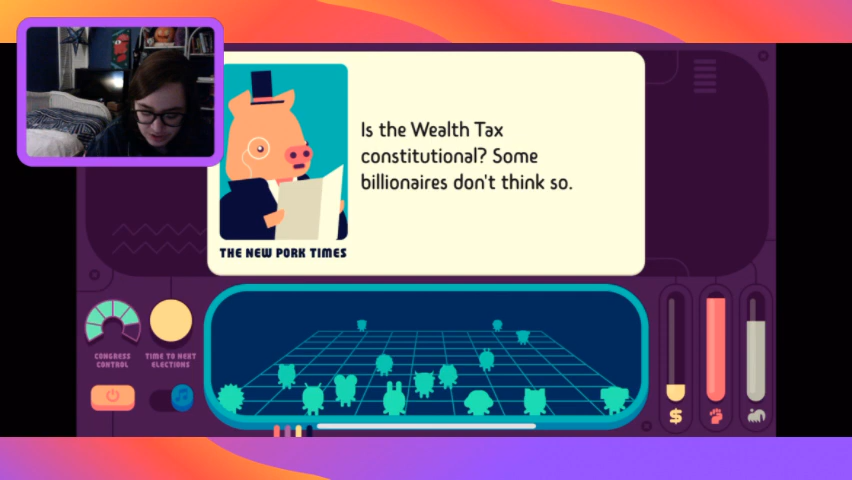 Is the Wealth Tax
constitutional? Some
billionaires don't think so.
THE NEW PORK TIMES
CONGRESS
CONTROL
TIME TO NEXT
ELECTIONS
$